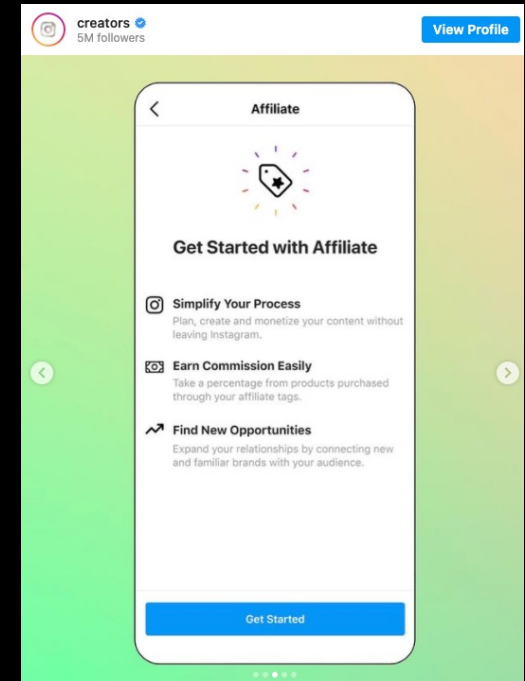 creators
5M followers
View Profile
Affiliate
Get Started with Affiliate
Simplify Your Process
Plan, create and monetize your content without
leaving Instagram.
Earn Commission Easily
Take a percentage from products purchased
through your affiliate tags.
Find New Opportunities
Expand your relationships by connecting new
and familiar brands with your audience.
Get Started